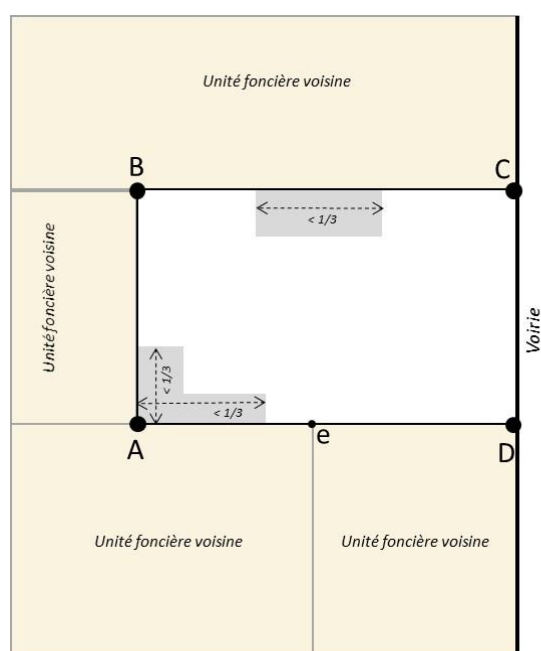 Unité foncière voisine
B
C
< 1/3
Unité foncière voisine
Voirie
< 1/3
< 1/3
A
e
D
Unité foncière voisine
Unité foncière voisine